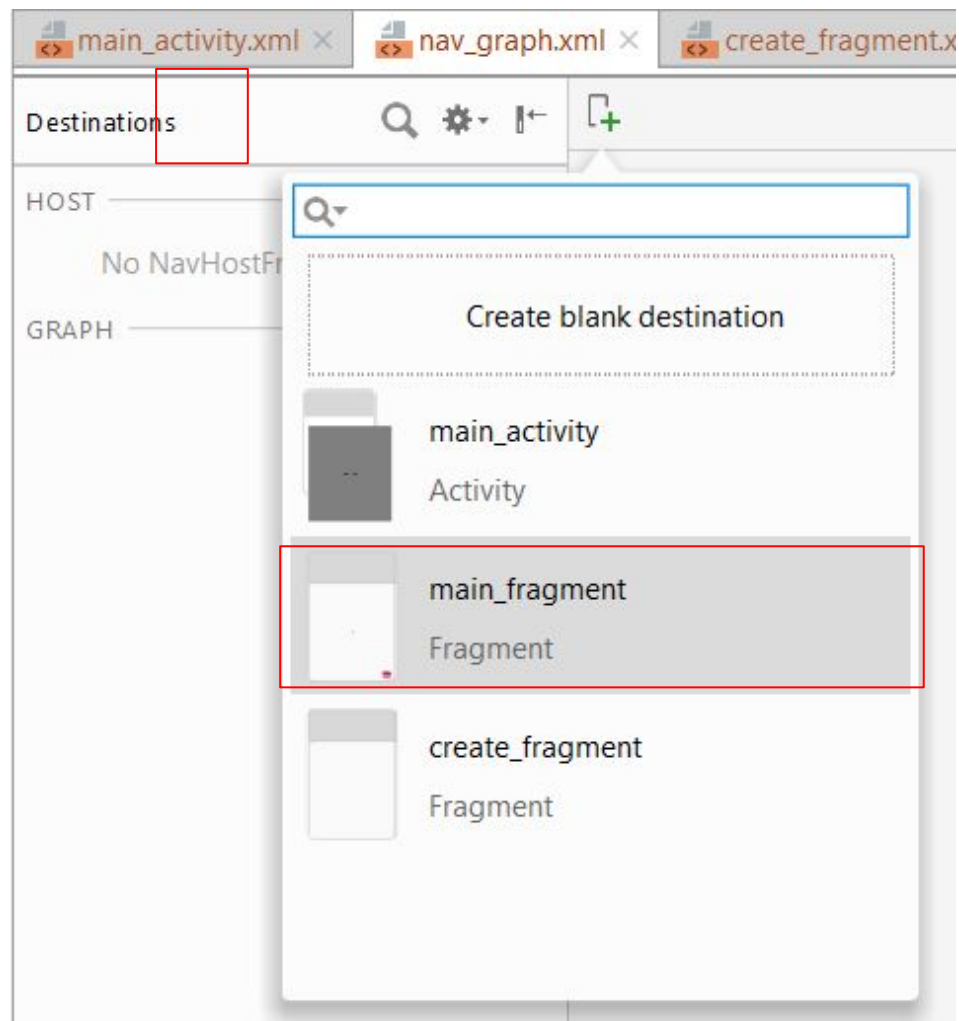 main_activity.xml
nav_graph.xml
create_fragment.x
Destinations
HOST
No NavHostFr
GRAPH
Create blank destination
main_activity
Activity
main_fragment
Fragment
create_fragment
Fragment